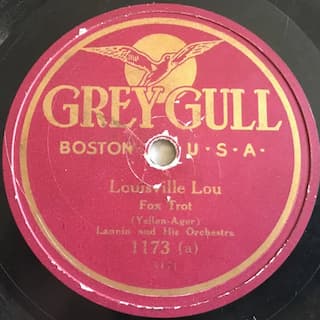 GREY GULL
BOSTON U·S·A·
Louisville Lou
Fox Trot
(Yellen-Ager)
Lannin and His Orchestra
1173 (a)